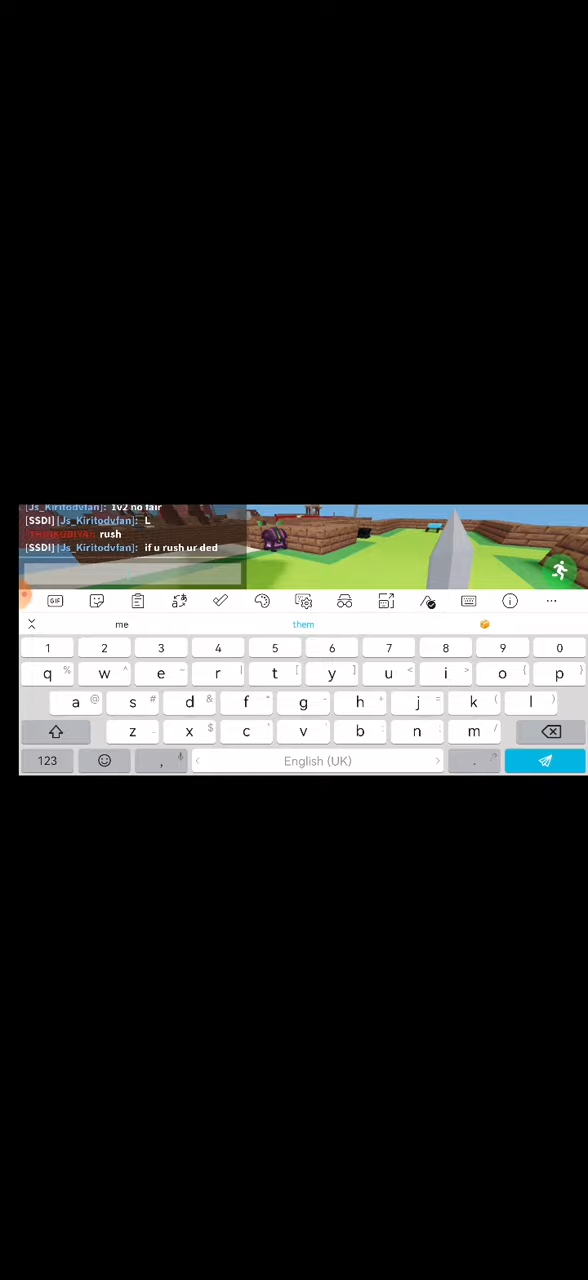 [Js_Kiritodvfan]: 1v2 no fair
[SSDI][Js_Kiritodvfan]: L
rush
[SSDI][Js_Kiritodvfan]: if u rush ur ded
GIF
me them
1 2 3 4 5 6 7 8 9 0
q w e r t y u i o p
a s d f g h j k l
z x c v b n m
123 , English (UK) .